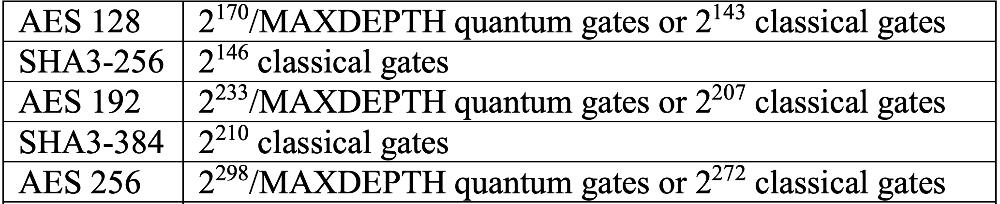 AES 128 2^170/MAXDEPTH quantum gates or 2^143 classical gates
SHA3-256 2^146 classical gates
AES 192 2^233/MAXDEPTH quantum gates or 2^207 classical gates
SHA3-384 2^210 classical gates
AES 256 2^298/MAXDEPTH quantum gates or 2^272 classical gates